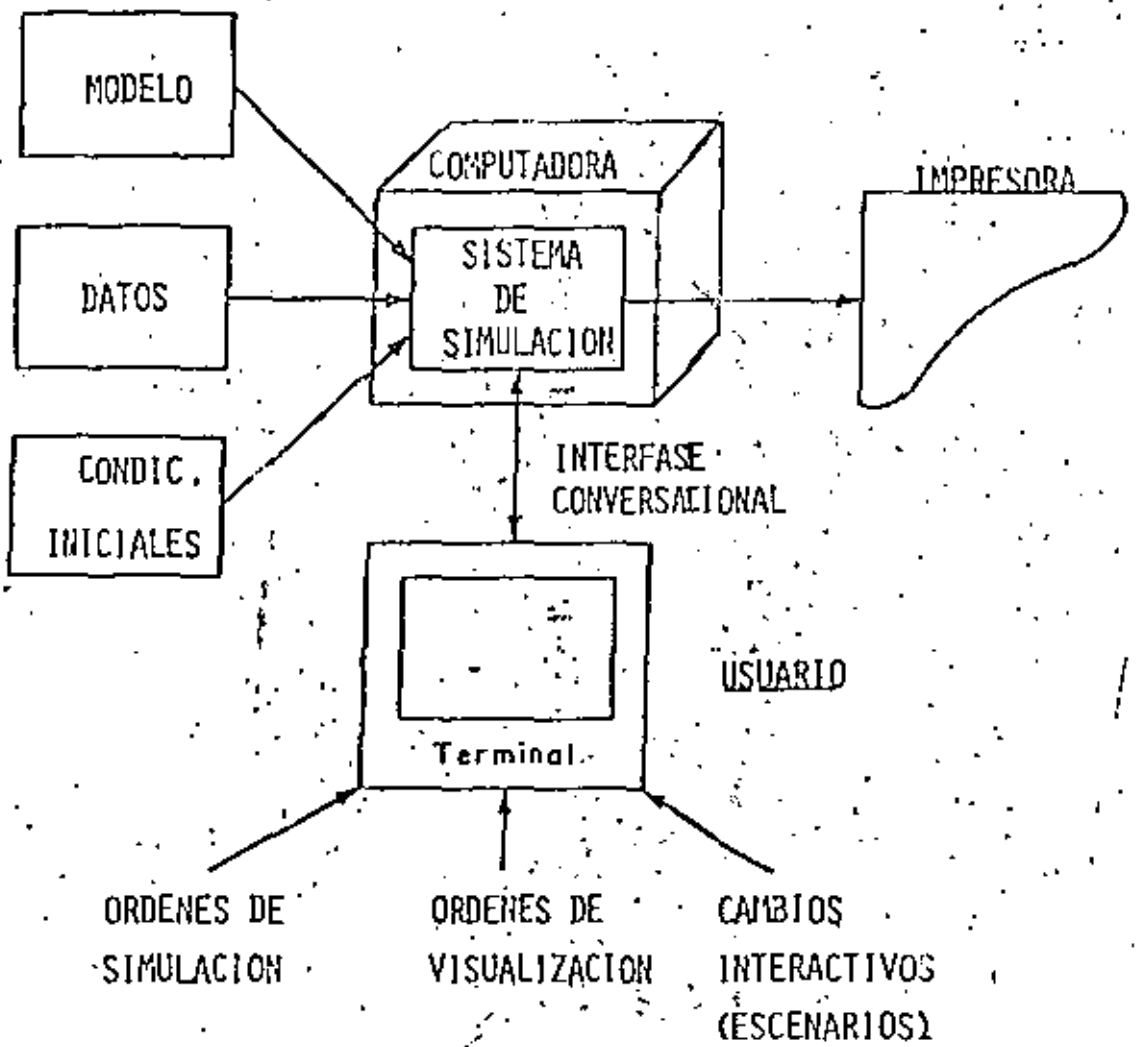 MODELO
COMPUTADORA
IMPRESORA
DATOS
SISTEMA
DE
SIMULACION
CONDIC.
INICIALES
INTERFASE
CONVERSACIONAL
USUARIO
Terminal
ORDENES DE
SIMULACION
ORDENES DE
VISUALIZACION
CAMBIOS
INTERACTIVOS
(ESCENARIOS)